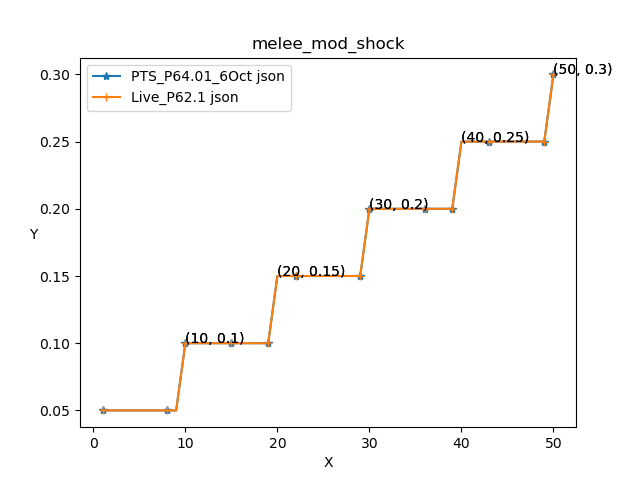 melee_mod_shock
PTS_P64.01_6Oct json
Live_P62.1 json
(50, 0.3)
(40, 0.25)
(30, 0.2)
(20, 0.15)
(10, 0.1)
0.30
0.25
0.20
0.15
0.10
0.05
Y
0 10 20 30 40 50
X